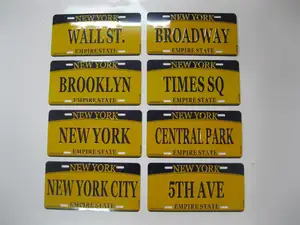 NEW YORK
WALL ST.
EMPIRE STATE
NEW YORK
BROADWAY
EMPIRE STATE
NEW YORK
BROOKLYN
EMPIRE STATE
NEW YORK
TIMES SQ
EMPIRE STATE
NEW YORK
NEW YORK
EMPIRE STATE
NEW YORK
CENTRAL PARK
EMPIRE STATE
NEW YORK
NEW YORK CITY
EMPIRE STATE
NEW YORK
5TH AVE
EMPIRE STATE